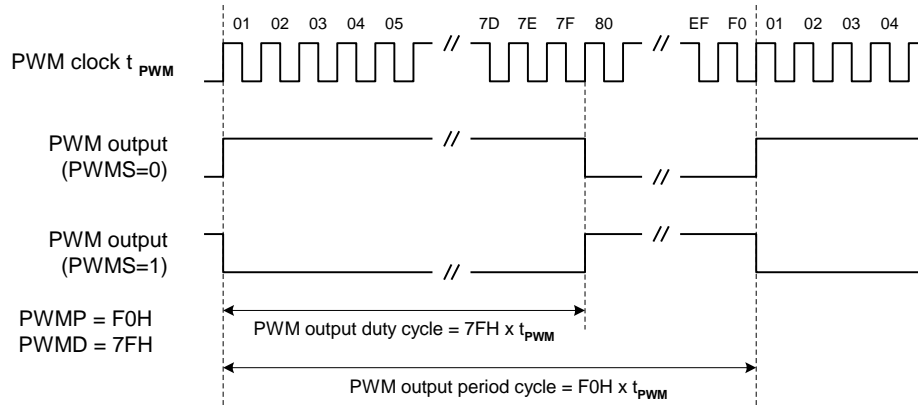 01 02 03 04 05 // 7D 7E 7F 80 // EF F0 01 02 03 04
PWM clock t PWM
PWM output
(PWMS=0)
// //
PWM output
(PWMS=1)
// //
PWMP = F0H
PWMD = 7FH
PWM output duty cycle = 7FH x tPWM
PWM output period cycle = F0H x tPWM